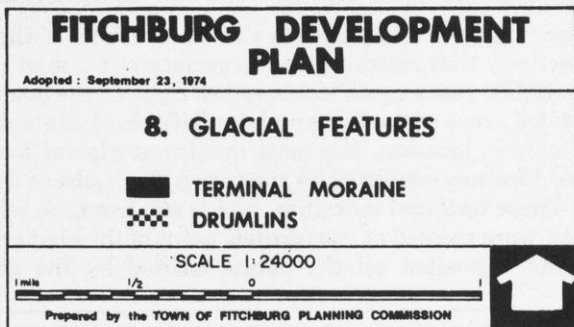 FITCHBURG DEVELOPMENT
PLAN
Adopted : September 23, 1974
8. GLACIAL FEATURES
TERMINAL MORAINE
DRUMLINS
SCALE 1:24000
1 mile 1/2 0 1
Prepared by the TOWN OF FITCHBURG PLANNING COMMISSION